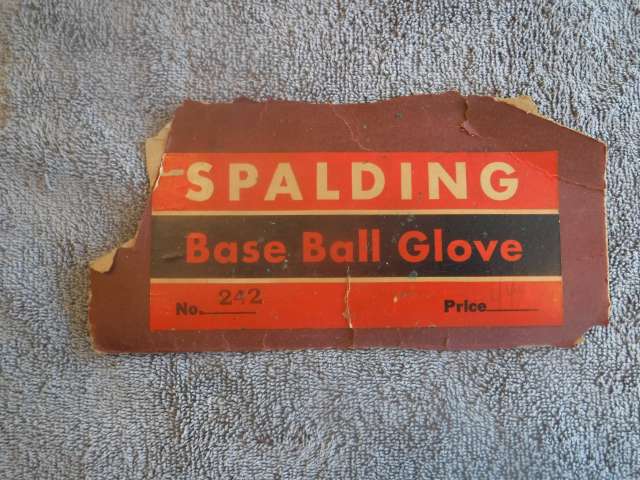 SPALDING
Base Ball Glove
No. 242 Price